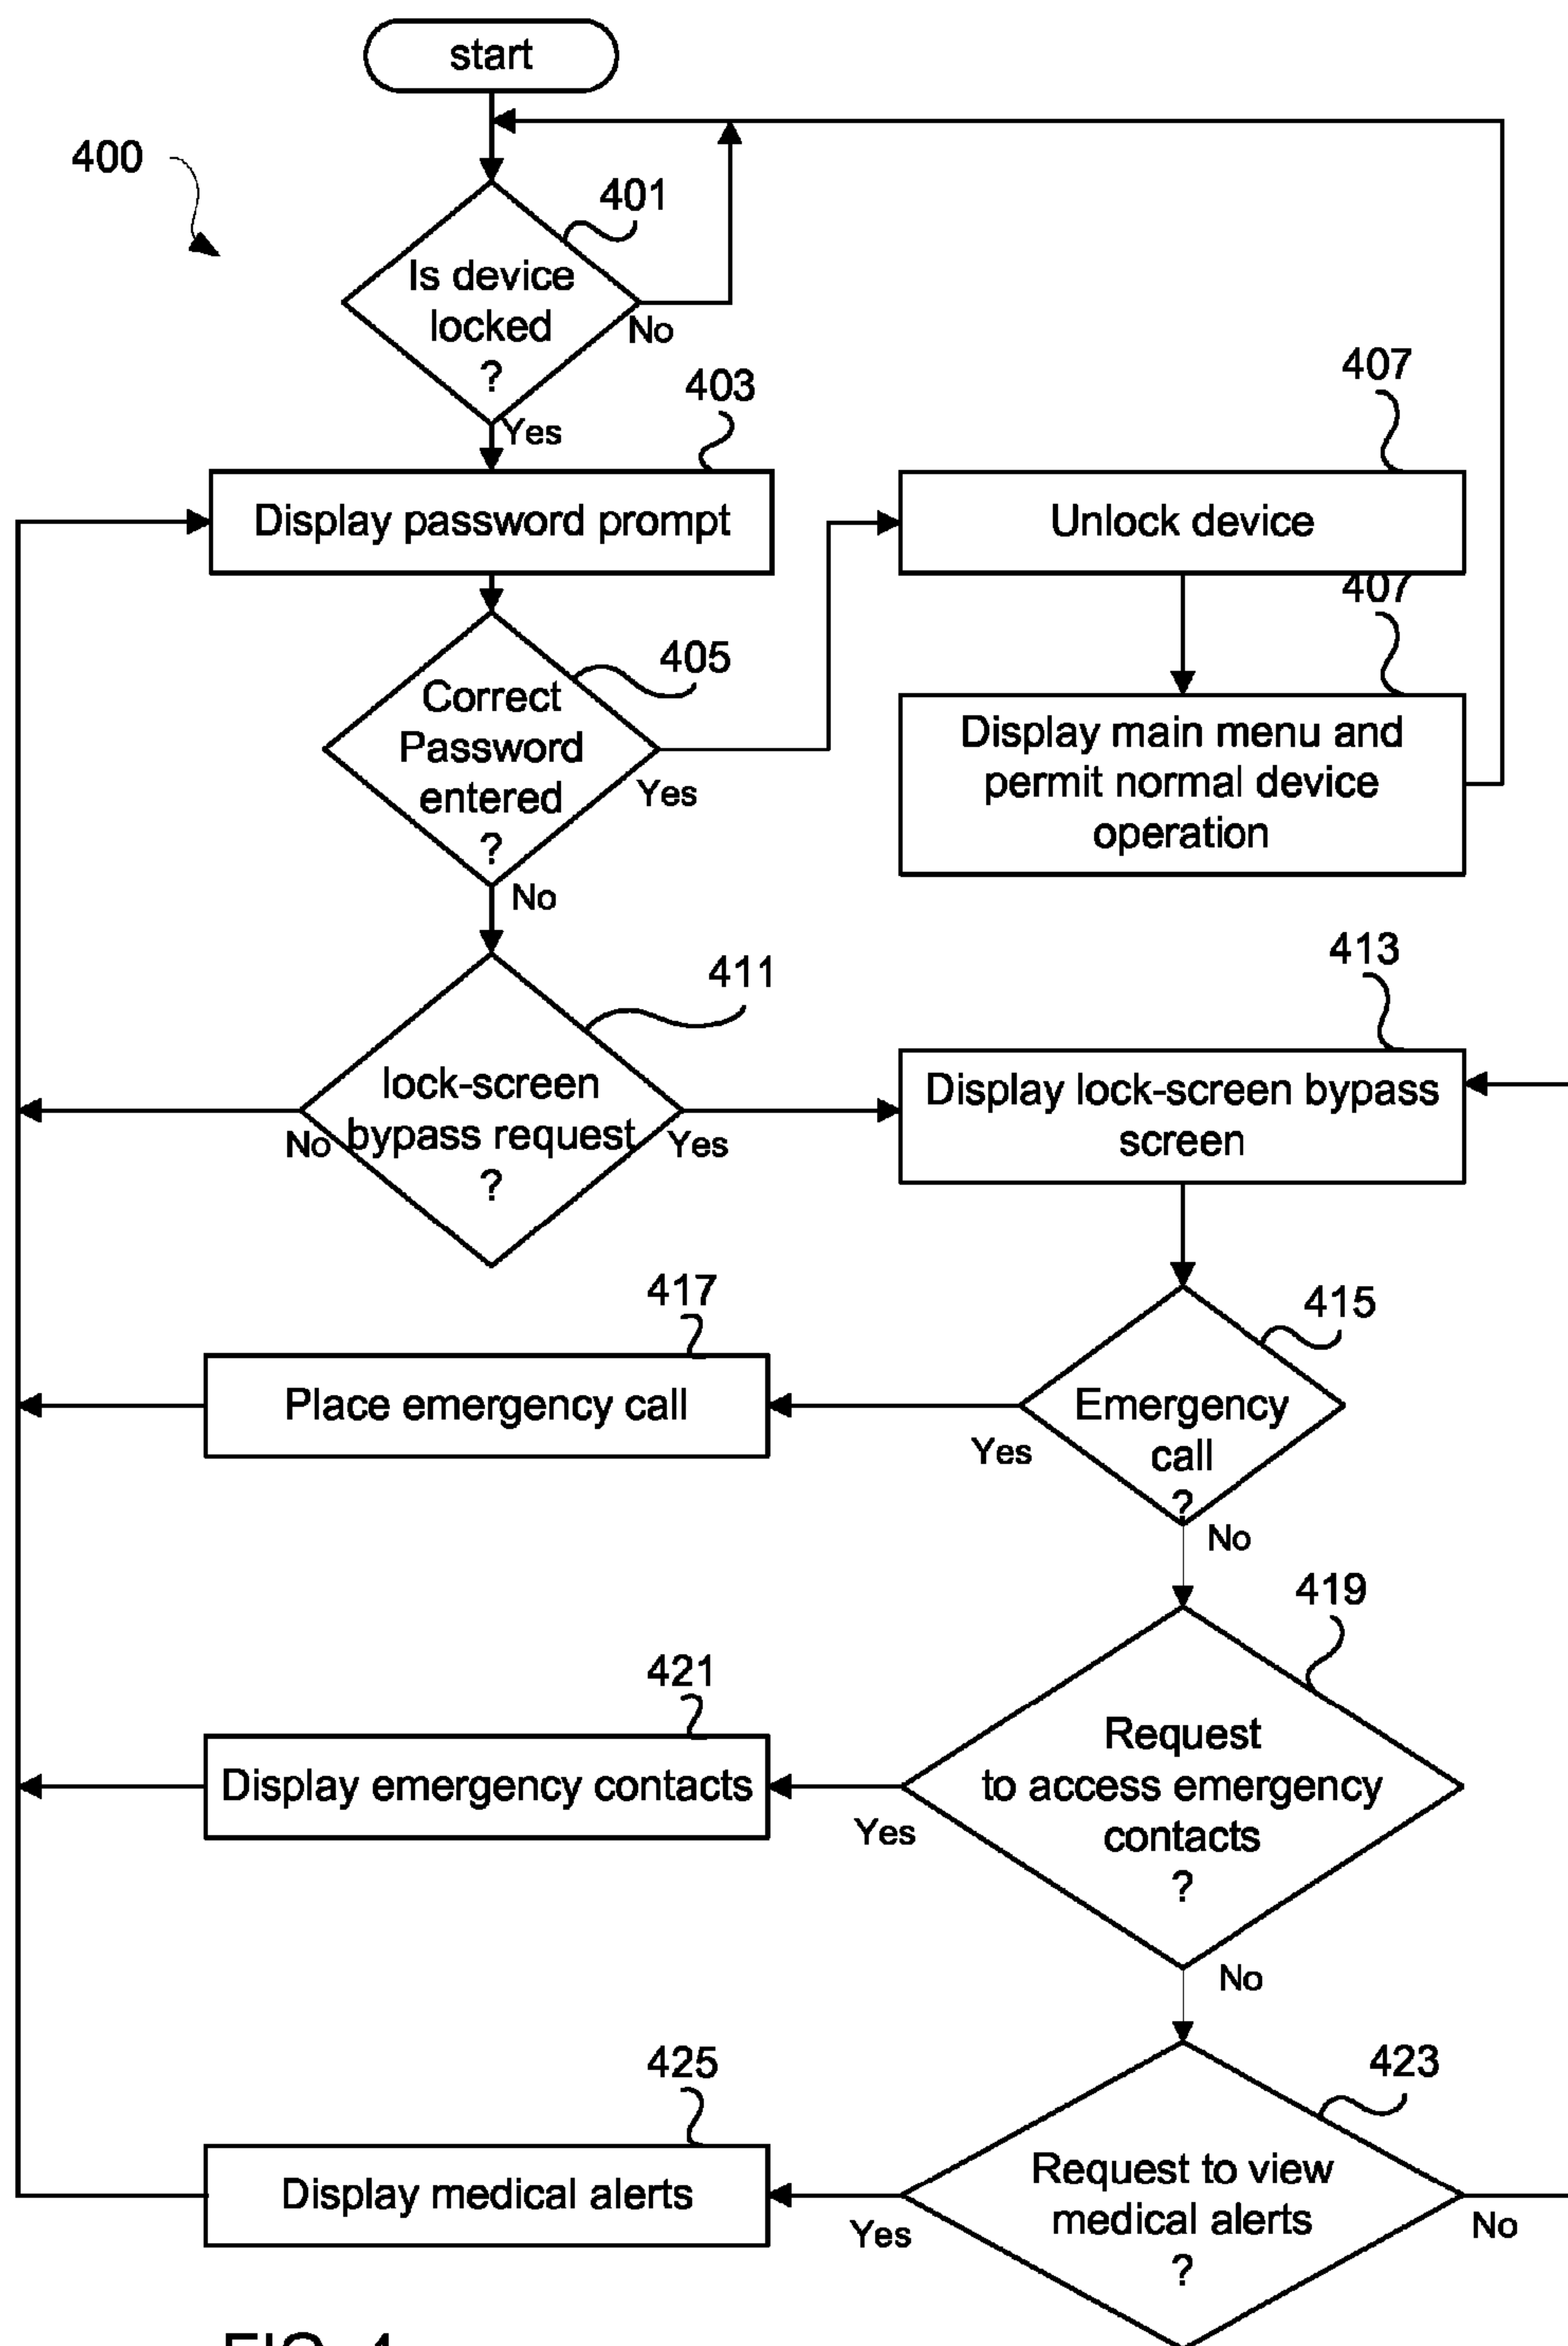 start
400
401
Is device
locked
?
No
Yes
403
Display password prompt
407
Unlock device
407
Display main menu and
permit normal device
operation
405
Correct
Password
entered
?
Yes
No
411
lock-screen
bypass request
?
No
Yes
413
Display lock-screen bypass
screen
415
Emergency
call
?
Yes
No
417
Place emergency call
419
Request
to access emergency
contacts
?
Yes
No
421
Display emergency contacts
423
Request to view
medical alerts
?
Yes
No
425
Display medical alerts